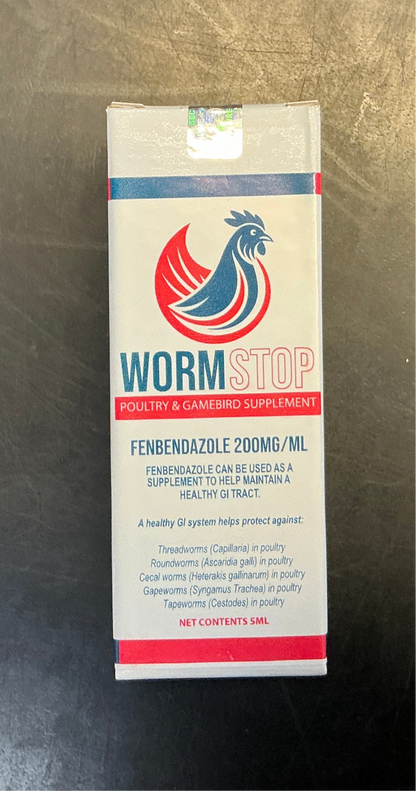 WORMSTOP
POULTRY & GAMEBIRD SUPPLEMENT
FENBENDAZOLE 200MG/ML
FENBENDAZOLE CAN BE USED AS A
SUPPLEMENT TO HELP MAINTAIN A
HEALTHY GI TRACT.
A healthy GI system helps protect against:
Threadworms (Capillaria) in poultry
Roundworms (Ascaridia galli) in poultry
Cecal worms (Heterakis gallinarum) in poultry
Gapeworms (Syngamus Trachea) in poultry
Tapeworms (Cestodes) in poultry
NET CONTENTS 5ML